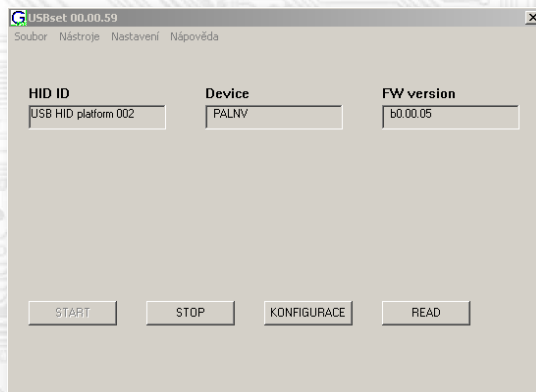 USBset 00.00.59
Soubor Nástroje Nastavení Nápověda
HID ID Device FW version
USB HID platform 002 PALNV b0.00.05
START STOP KONFIGURACE READ